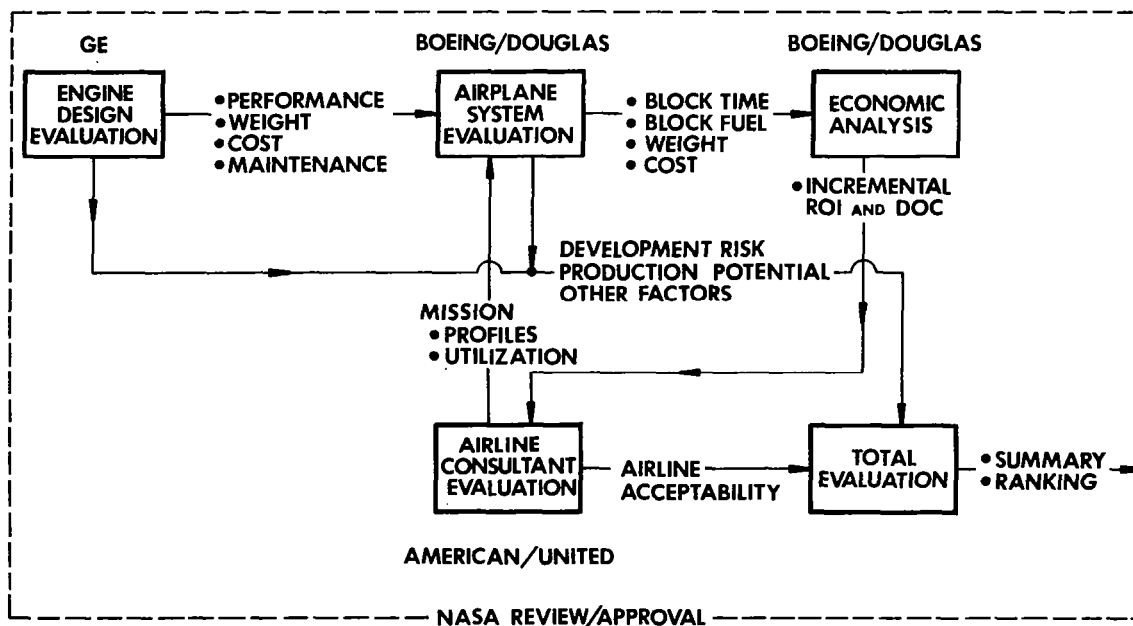 GE
BOEING/DOUGLAS
BOEING/DOUGLAS
ENGINE
DESIGN
EVALUATION
• PERFORMANCE
• WEIGHT
• COST
• MAINTENANCE
AIRPLANE
SYSTEM
EVALUATION
• BLOCK TIME
• BLOCK FUEL
• WEIGHT
• COST
ECONOMIC
ANALYSIS
• INCREMENTAL
ROI AND DOC
DEVELOPMENT RISK
PRODUCTION POTENTIAL
OTHER FACTORS
MISSION
• PROFILES
• UTILIZATION
AIRLINE
CONSULTANT
EVALUATION
AIRLINE
ACCEPTABILITY
TOTAL
EVALUATION
• SUMMARY
• RANKING
AMERICAN/UNITED
NASA REVIEW/APPROVAL